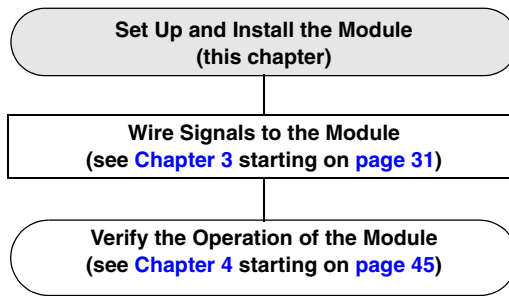 Set Up and Install the Module
(this chapter)
Wire Signals to the Module
(see Chapter 3 starting on page 31)
Verify the Operation of the Module
(see Chapter 4 starting on page 45)